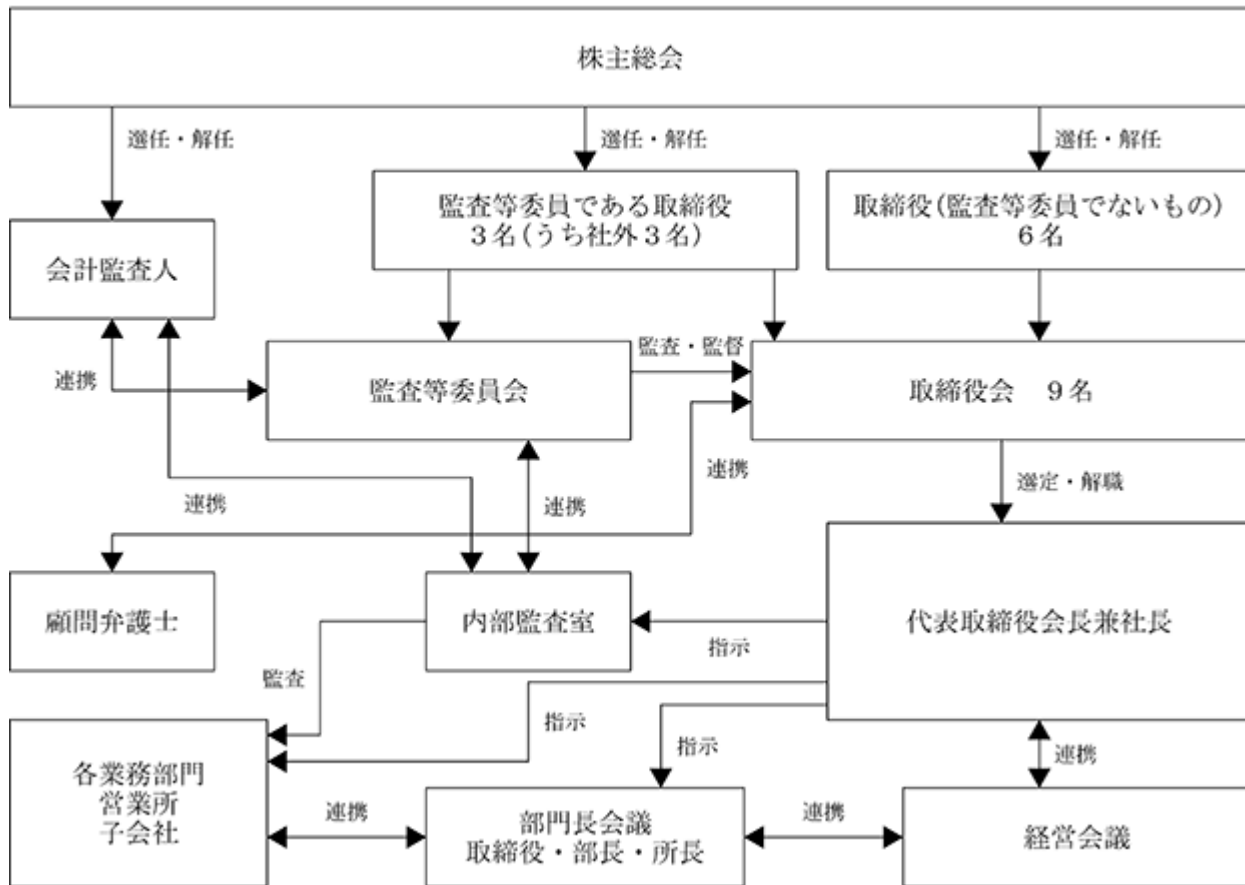 株主総会
選任・解任
選任・解任
選任・解任
監査等委員である取締役
３名(うち社外３名)
取締役(監査等委員でないもの)
６名
会計監査人
監査・監督
連携
監査等委員会
取締役会　９名
連携
選定・解職
連携
連携
顧問弁護士
内部監査室
代表取締役会長兼社長
指示
監査
指示
指示
連携
各業務部門
営業所
子会社
連携
部門長会議
取締役・部長・所長
連携
経営会議